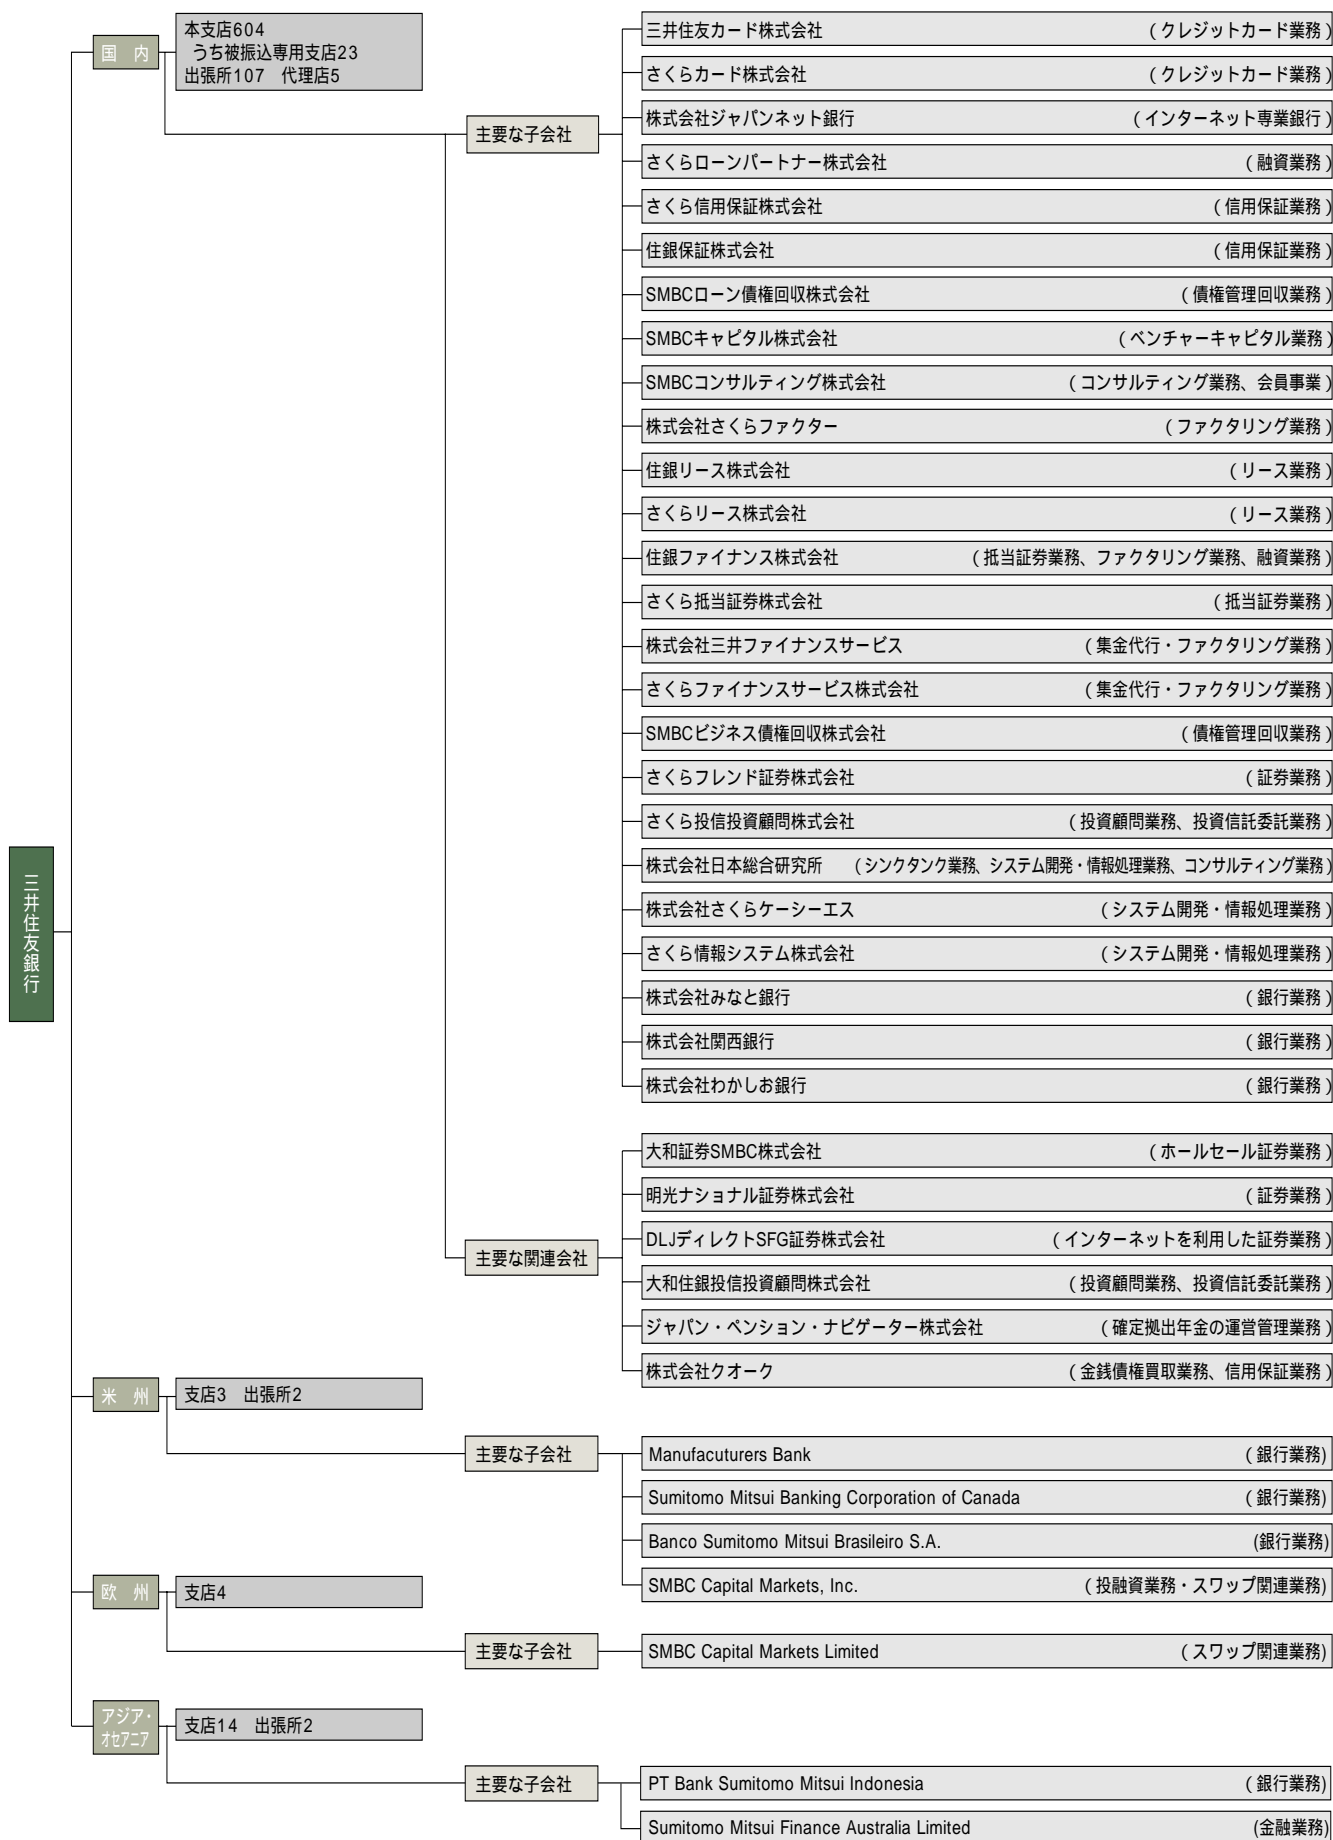 三井住友銀行
国 内
本支店604
うち被振込専用支店23
出張所107 代理店5
主要な子会社
三井住友カード株式会社 (クレジットカード業務)
さくらカード株式会社 (クレジットカード業務)
株式会社ジャパンネット銀行 (インターネット専業銀行)
さくらローンパートナー株式会社 (融資業務)
さくら信用保証株式会社 (信用保証業務)
住銀保証株式会社 (信用保証業務)
SMBCローン債権回収株式会社 (債権管理回収業務)
SMBCキャピタル株式会社 (ベンチャーキャピタル業務)
SMBCコンサルティング株式会社 (コンサルティング業務、会員事業)
株式会社さくらファクター (ファクタリング業務)
住銀リース株式会社 (リース業務)
さくらリース株式会社 (リース業務)
住銀ファイナンス株式会社 (抵当証券業務、ファクタリング業務、融資業務)
さくら抵当証券株式会社 (抵当証券業務)
株式会社三井ファイナンスサービス (集金代行・ファクタリング業務)
さくらファイナンスサービス株式会社 (集金代行・ファクタリング業務)
SMBCビジネス債権回収株式会社 (債権管理回収業務)
さくらフレンド証券株式会社 (証券業務)
さくら投信投資顧問株式会社 (投資顧問業務、投資信託委託業務)
株式会社日本総合研究所 (シンクタンク業務、システム開発・情報処理業務、コンサルティング業務)
株式会社さくらケーシーエス (システム開発・情報処理業務)
さくら情報システム株式会社 (システム開発・情報処理業務)
株式会社みなと銀行 (銀行業務)
株式会社関西銀行 (銀行業務)
株式会社わかしお銀行 (銀行業務)
主要な関連会社
大和証券SMBC株式会社 (ホールセール証券業務)
明光ナショナル証券株式会社 (証券業務)
DLJディレクトSFG証券株式会社 (インターネットを利用した証券業務)
大和住銀投信投資顧問株式会社 (投資顧問業務、投資信託委託業務)
ジャパン・ペンション・ナビゲーター株式会社 (確定拠出年金の運営管理業務)
株式会社クオーク (金銭債権買取業務、信用保証業務)
米 州
支店3 出張所2
主要な子会社
Manufacuturers Bank (銀行業務)
Sumitomo Mitsui Banking Corporation of Canada (銀行業務)
Banco Sumitomo Mitsui Brasileiro S.A. (銀行業務)
SMBC Capital Markets, Inc. (投融資業務・スワップ関連業務)
欧 州
支店4
主要な子会社
SMBC Capital Markets Limited (スワップ関連業務)
アジア・
オセアニア
支店14 出張所2
主要な子会社
PT Bank Sumitomo Mitsui Indonesia (銀行業務)
Sumitomo Mitsui Finance Australia Limited (金融業務)